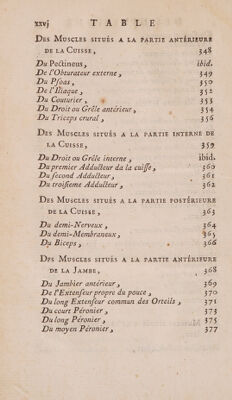 xxvj TABLE
DES MUSCLES SITUÉS A LA PARTIE ANTÉRIEURE
DE LA CUISSE, 348
Du Pectineus, ibid.
De l'Obturateur externe, 349
Du Psoas, 350
De l'Iliaque, 352
Du Couturier, 353
Du Droit ou Grêle antérieur, 354
Du Triceps crural, 356
DES MUSCLES SITUÉS A LA PARTIE INTERNE DE
LA CUISSE, 359
Du Droit ou Grêle interne, ibid.
Du premier Adducteur da la cuisse, 360
Du second Adducteur, 361
Du troisieme Adducteur, 362
DES MUSCLES SITUÉS A LA PARTIE POSTÉRIEURE
DE LA CUISSE, 363
Du demi-Nerveux, 364
Du demi-Membraneux, 365
Du Biceps, 366
DES MUSCLES SITUÉS A LA PARTIE ANTÉRIEURE
DE LA JAMBE, 368
Du Jambier antérieur, 369
De l'Extenseur propre du pouce, 370
Du long Extenseur commun des Orteils, 371
Du court Péronier, 373
Du long Péronier, 375
Du moyen Péronier, 377